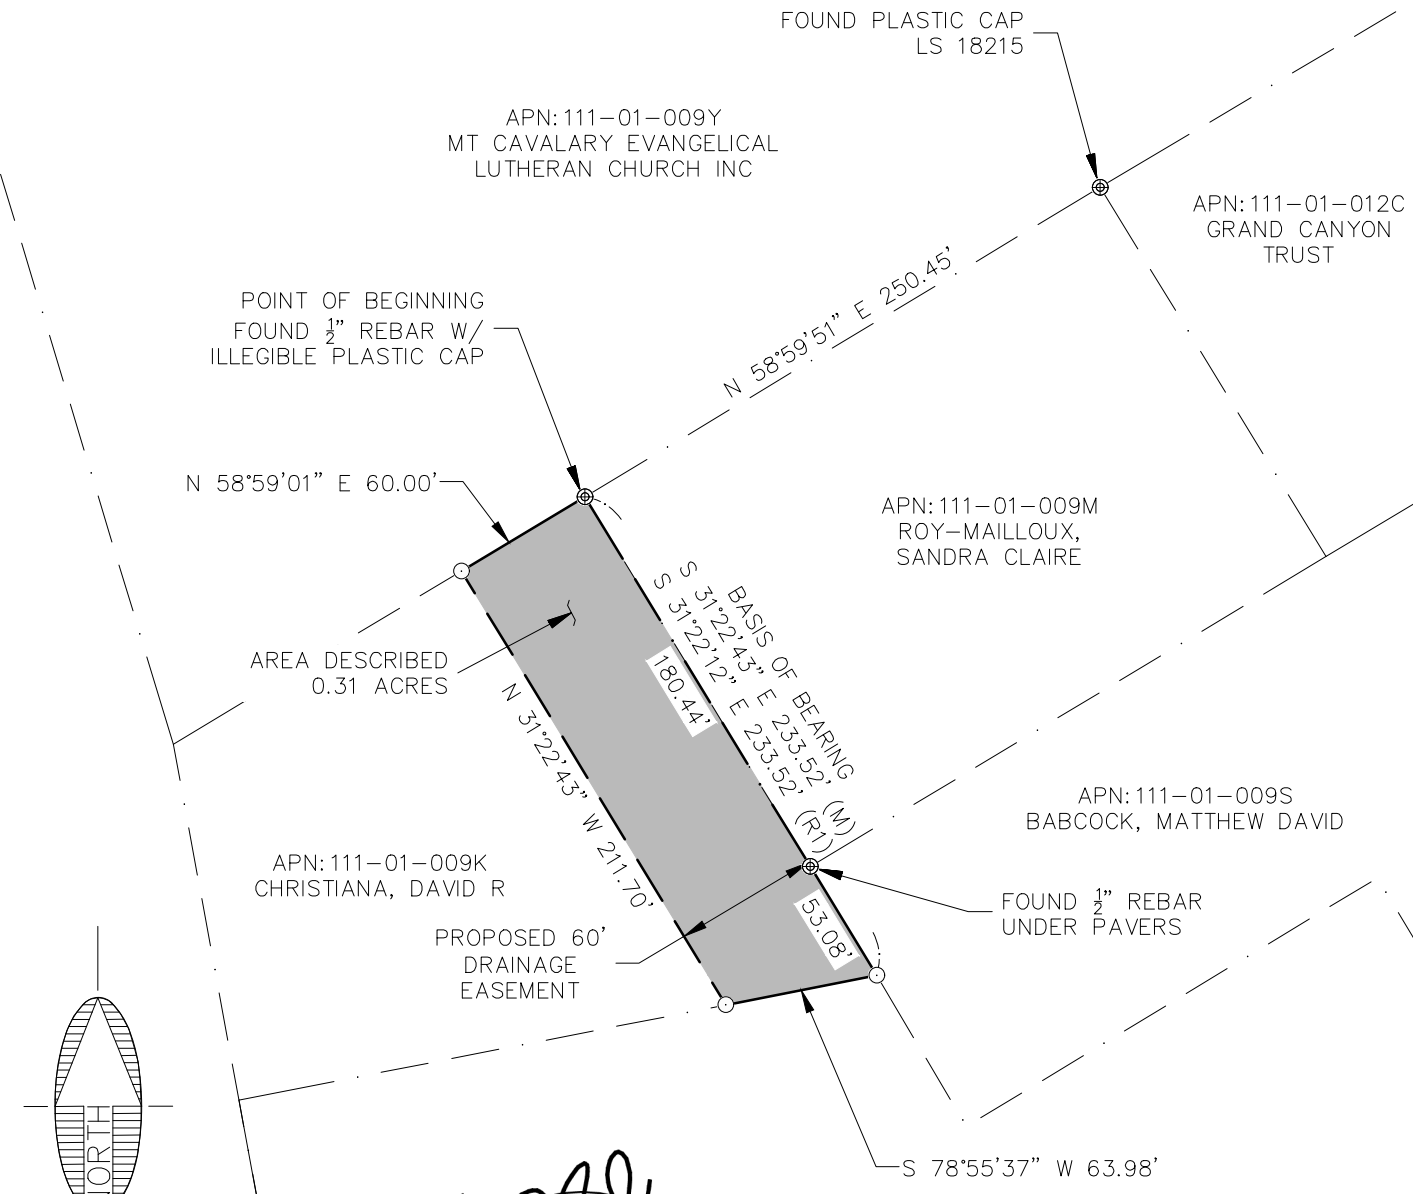 FOUND PLASTIC CAP
LS 18215
APN:111-01-009Y
MT CAVALARY EVANGELICAL
LUTHERAN CHURCH INC
APN:111-01-012C
GRAND CANYON
TRUST
N 58°59'51" E 250.45'
POINT OF BEGINNING
FOUND ½" REBAR W/
ILLEGIBLE PLASTIC CAP
N 58°59'01" E 60.00'
APN:111-01-009M
ROY-MAILLOUX,
SANDRA CLAIRE
BASIS OF BEARING
S 31°22'43" E 233.52' (M)
S 31°22'12" E 233.52' (R1)
180.44'
AREA DESCRIBED
0.31 ACRES
N 31°22'43" W 211.70'
APN:111-01-009S
BABCOCK, MATTHEW DAVID
APN:111-01-009K
CHRISTIANA, DAVID R
FOUND ½" REBAR
UNDER PAVERS
53.08'
PROPOSED 60'
DRAINAGE
EASEMENT
S 78°55'37" W 63.98'
NORTH